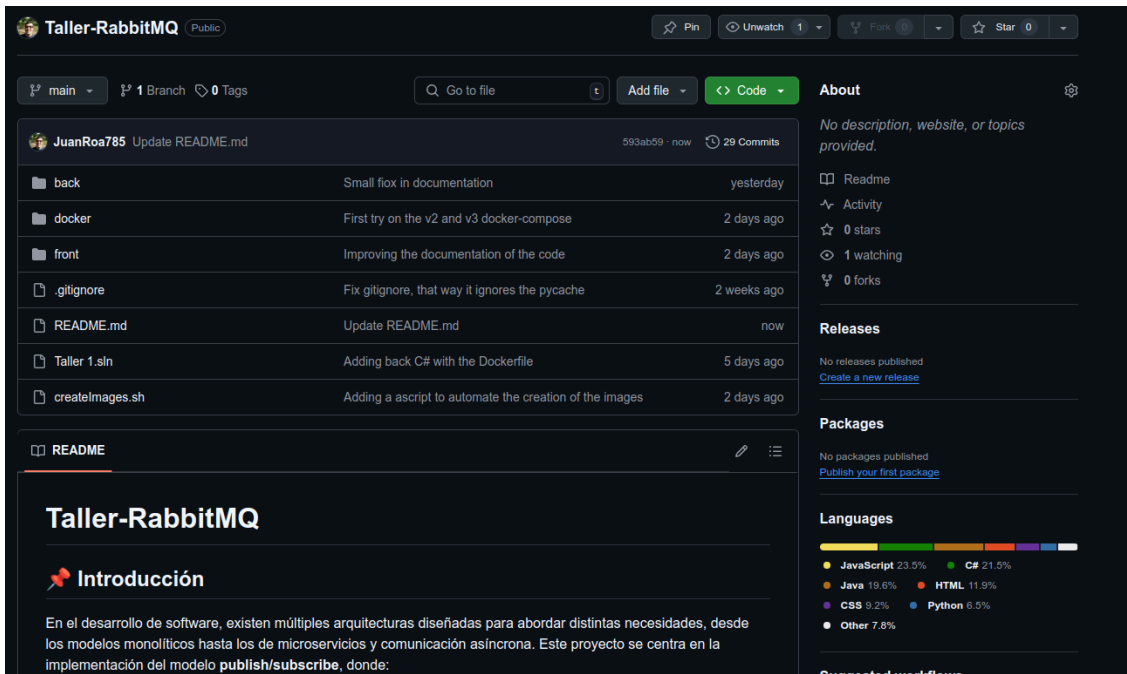 Taller-RabbitMQ Public Pin Unwatch 1 Fork 0 Star 0
main 1 Branch 0 Tags Go to file t Add file <> Code
JuanRoa785 Update README.md 593ab59 · now 29 Commits
back Small fiox in documentation yesterday
docker First try on the v2 and v3 docker-compose 2 days ago
front Improving the documentation of the code 2 days ago
.gitignore Fix gitignore, that way it ignores the pycache 2 weeks ago
README.md Update README.md now
Taller 1.sln Adding back C# with the Dockerfile 5 days ago
createImages.sh Adding a ascript to automate the creation of the images 2 days ago
README
Taller-RabbitMQ
📌 Introducción
En el desarrollo de software, existen múltiples arquitecturas diseñadas para abordar distintas necesidades, desde
los modelos monolíticos hasta los de microservicios y comunicación asíncrona. Este proyecto se centra en la
implementación del modelo publish/subscribe, donde:
About
No description, website, or topics
provided.
Readme
Activity
0 stars
1 watching
0 forks
Releases
No releases published
Create a new release
Packages
No packages published
Publish your first package
Languages
JavaScript 23.5% C# 21.5%
Java 19.6% HTML 11.9%
CSS 9.2% Python 6.5%
Other 7.8%
Suggested workflows